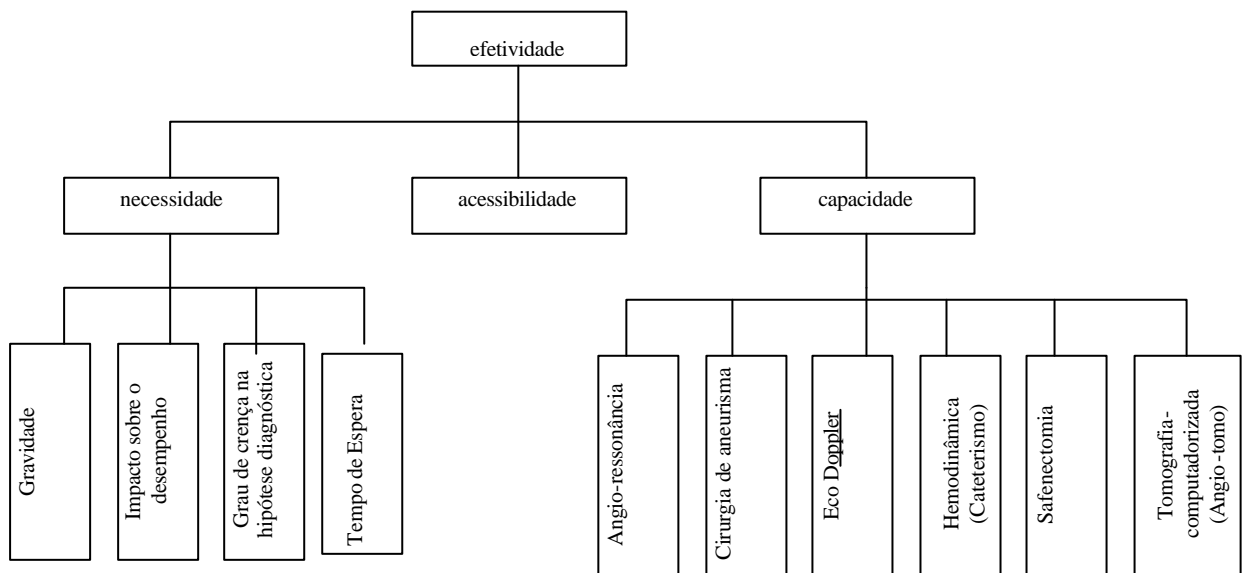 efetividade
necessidade
acessibilidade
capacidade
Gravidade
Impacto sobre o
desempenho
Grau de crença na
hipótese diagnóstica
Tempo de Espera
Angio-ressonância
Cirurgia de aneurisma
Eco Doppler
Hemodinâmica
(Cateterismo)
Safenectomia
Tomografia-
computadorizada
(Angio -tomo)